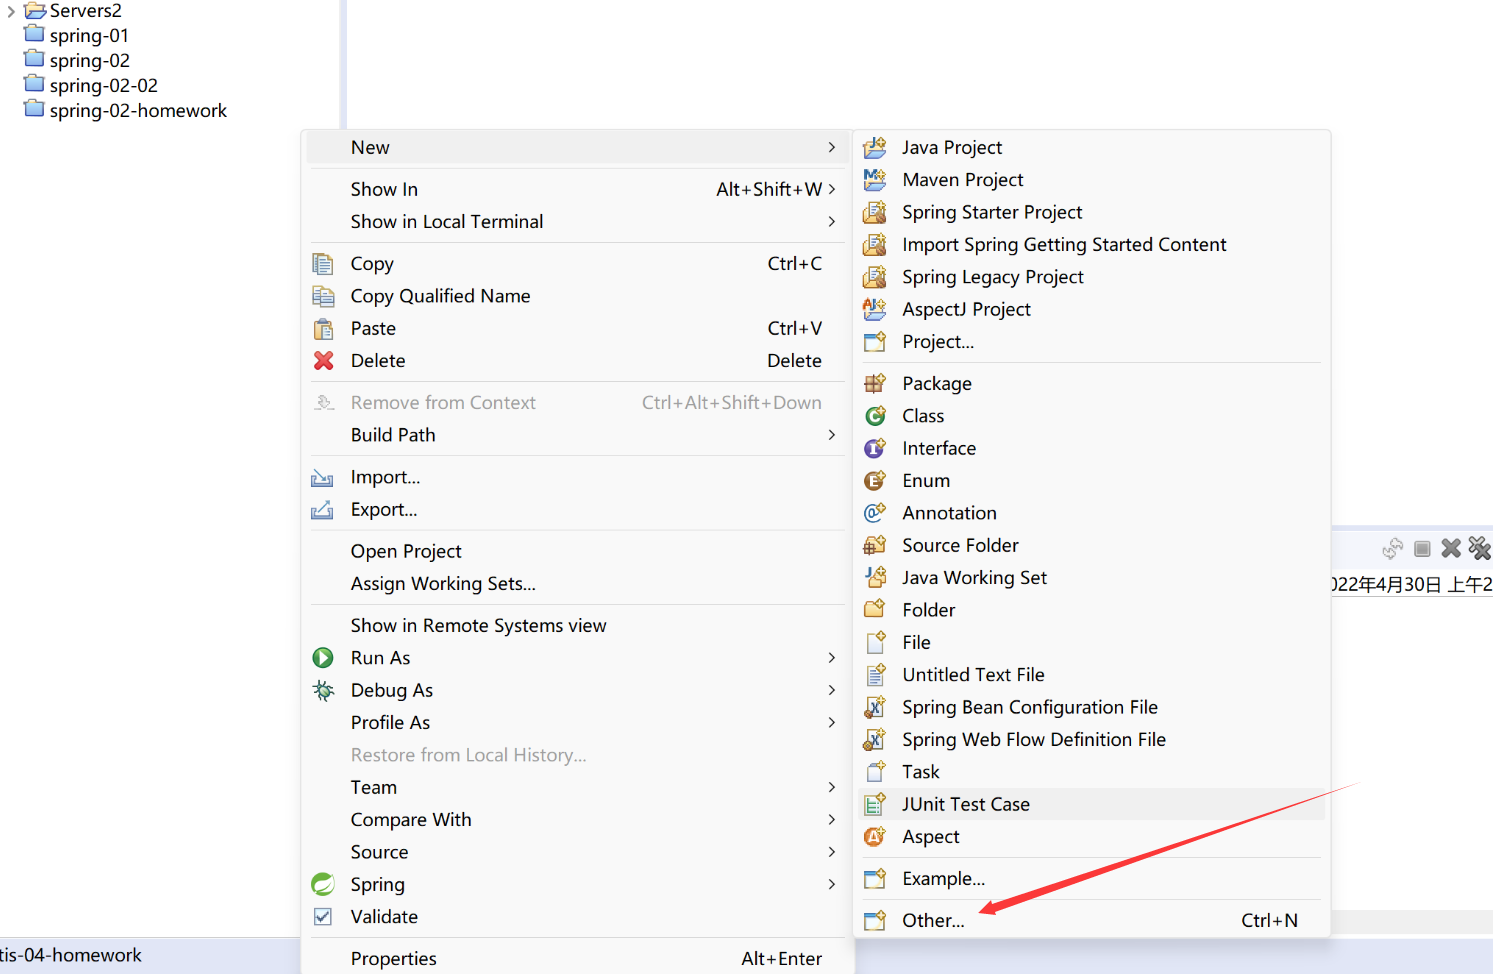 Servers2
spring-01
spring-02
spring-02-02
spring-02-homework
New
Show In Alt+Shift+W
Show in Local Terminal
Copy Ctrl+C
Copy Qualified Name
Paste Ctrl+V
Delete Delete
Remove from Context Ctrl+Alt+Shift+Down
Build Path
Import...
Export...
Open Project
Assign Working Sets...
Show in Remote Systems view
Run As
Debug As
Profile As
Restore from Local History...
Team
Compare With
Source
Spring
Validate
Properties Alt+Enter
Java Project
Maven Project
Spring Starter Project
Import Spring Getting Started Content
Spring Legacy Project
AspectJ Project
Project...
Package
Class
Interface
Enum
Annotation
Source Folder
Java Working Set
Folder
File
Untitled Text File
Spring Bean Configuration File
Spring Web Flow Definition File
Task
JUnit Test Case
Aspect
Example...
Other... Ctrl+N
022年4月30日 上午2
tis-04-homework